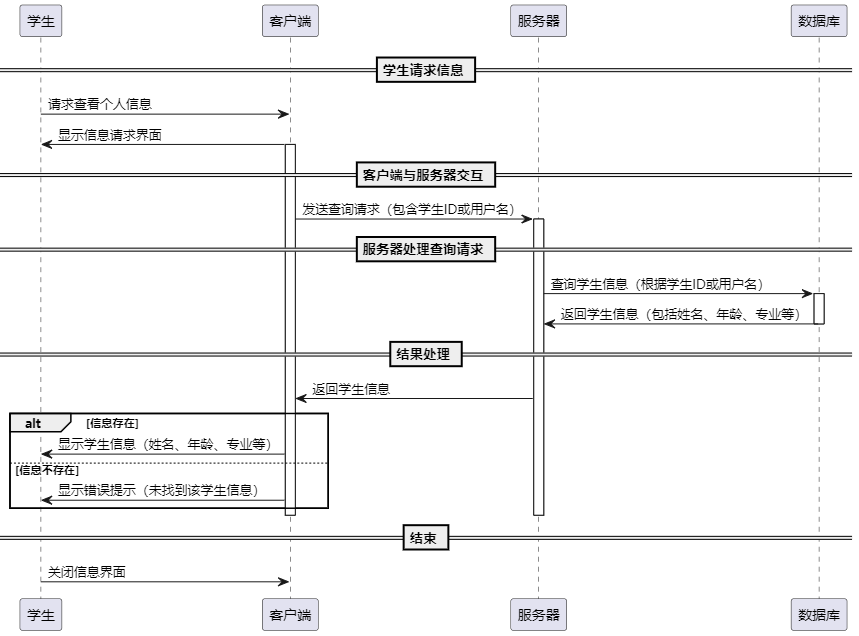 学生 客户端 服务器 数据库
学生请求信息
请求查看个人信息
显示信息请求界面
客户端与服务器交互
发送查询请求（包含学生ID或用户名）
服务器处理查询请求
查询学生信息（根据学生ID或用户名）
返回学生信息（包括姓名、年龄、专业等）
结果处理
返回学生信息
alt [信息存在]
显示学生信息（姓名、年龄、专业等）
[信息不存在]
显示错误提示（未找到该学生信息）
结束
关闭信息界面
学生 客户端 服务器 数据库